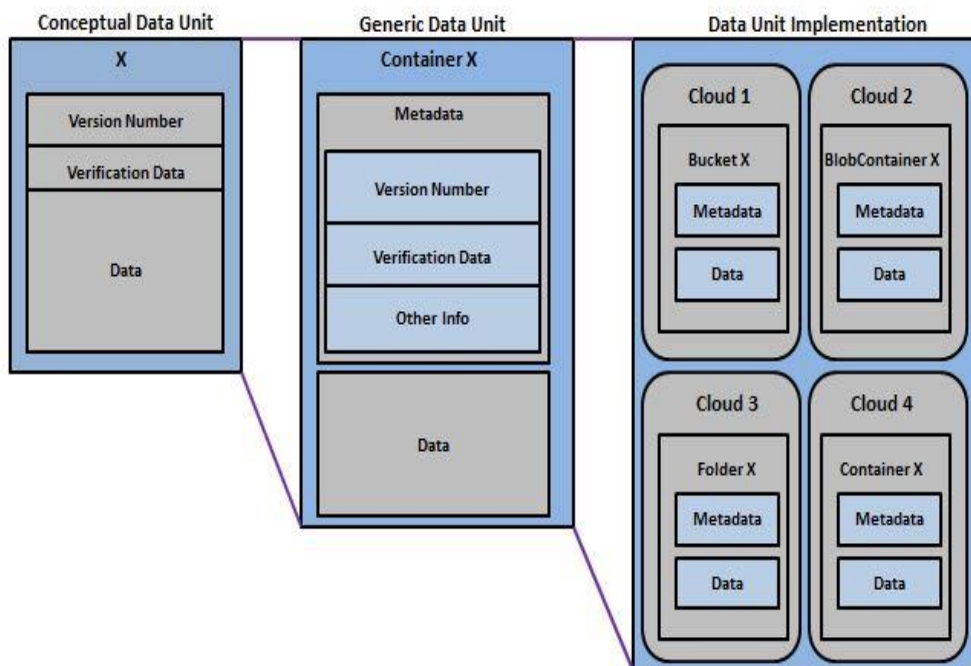 Conceptual Data Unit
X
Version Number
Verification Data
Data
Generic Data Unit
Container X
Metadata
Version Number
Verification Data
Other Info
Data
Data Unit Implementation
Cloud 1
Bucket X
Metadata
Data
Cloud 2
BlobContainer X
Metadata
Data
Cloud 3
Folder X
Metadata
Data
Cloud 4
Container X
Metadata
Data